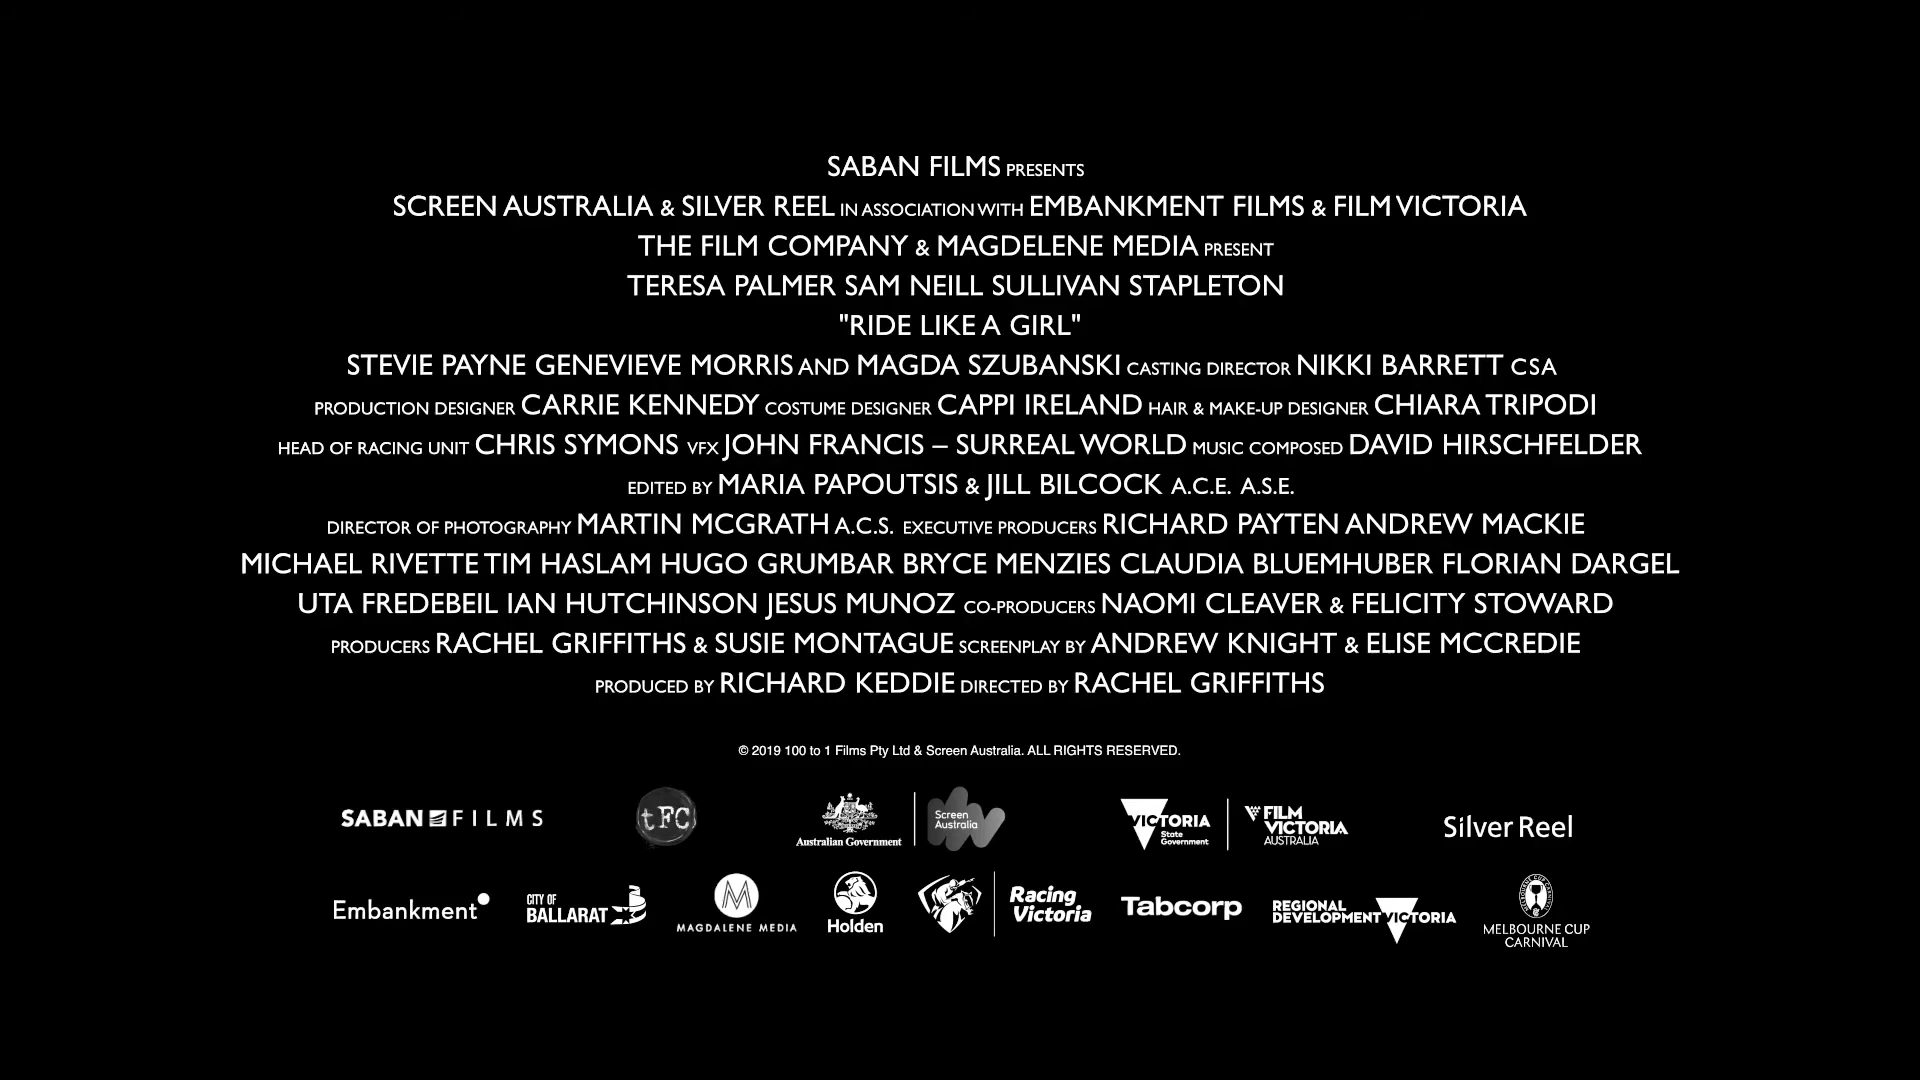 SABAN FILMS PRESENTS
SCREEN AUSTRALIA & SILVER REEL IN ASSOCIATION WITH EMBANKMENT FILMS & FILM VICTORIA
THE FILM COMPANY & MAGDELENE MEDIA PRESENT
TERESA PALMER SAM NEILL SULLIVAN STAPLETON
"RIDE LIKE A GIRL"
STEVIE PAYNE GENEVIEVE MORRIS AND MAGDA SZUBANSKI CASTING DIRECTOR NIKKI BARRETT CSA
PRODUCTION DESIGNER CARRIE KENNEDY COSTUME DESIGNER CAPPI IRELAND HAIR & MAKE-UP DESIGNER CHIARA TRIPODI
HEAD OF RACING UNIT CHRIS SYMONS VFX JOHN FRANCIS – SURREAL WORLD MUSIC COMPOSED DAVID HIRSCHFELDER
EDITED BY MARIA PAPOUTSIS & JILL BILCOCK A.C.E. A.S.E.
DIRECTOR OF PHOTOGRAPHY MARTIN MCGRATH A.C.S. EXECUTIVE PRODUCERS RICHARD PAYTEN ANDREW MACKIE
MICHAEL RIVETTE TIM HASLAM HUGO GRUMBAR BRYCE MENZIES CLAUDIA BLUEMHUBER FLORIAN DARGEL
UTA FREDEBEIL IAN HUTCHINSON JESUS MUNOZ CO-PRODUCERS NAOMI CLEAVER & FELICITY STOWARD
PRODUCERS RACHEL GRIFFITHS & SUSIE MONTAGUE SCREENPLAY BY ANDREW KNIGHT & ELISE MCCREDIE
PRODUCED BY RICHARD KEDDIE DIRECTED BY RACHEL GRIFFITHS
© 2019 100 to 1 Films Pty Ltd & Screen Australia. ALL RIGHTS RESERVED.
SABAN FILMS
tFC
Australian Government
Screen
Australia
VICTORIA
State
Government
FILM
VICTORIA
AUSTRALIA
Silver Reel
Embankment
CITY OF
BALLARAT
M
MAGDALENE MEDIA
Holden
Racing
Victoria
Tabcorp
REGIONAL
DEVELOPMENT VICTORIA
MELBOURNE CUP
CARNIVAL